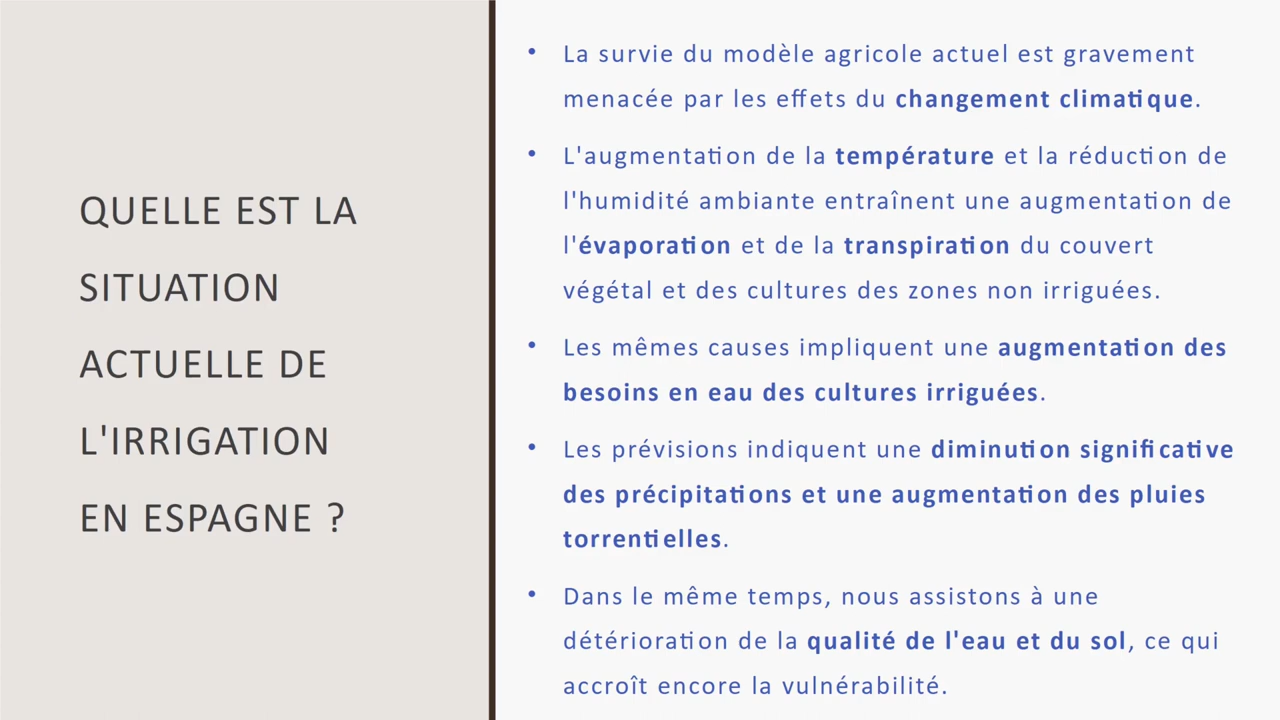 QUELLE EST LA
SITUATION
ACTUELLE DE
L'IRRIGATION
EN ESPAGNE ?
• La survie du modèle agricole actuel est gravement
menacée par les effets du changement climatique.
• L'augmentation de la température et la réduction de
l'humidité ambiante entraînent une augmentation de
l'évaporation et de la transpiration du couvert
végétal et des cultures des zones non irriguées.
• Les mêmes causes impliquent une augmentation des
besoins en eau des cultures irriguées.
• Les prévisions indiquent une diminution significative
des précipitations et une augmentation des pluies
torrentielles.
• Dans le même temps, nous assistons à une
détérioration de la qualité de l'eau et du sol, ce qui
accroît encore la vulnérabilité.